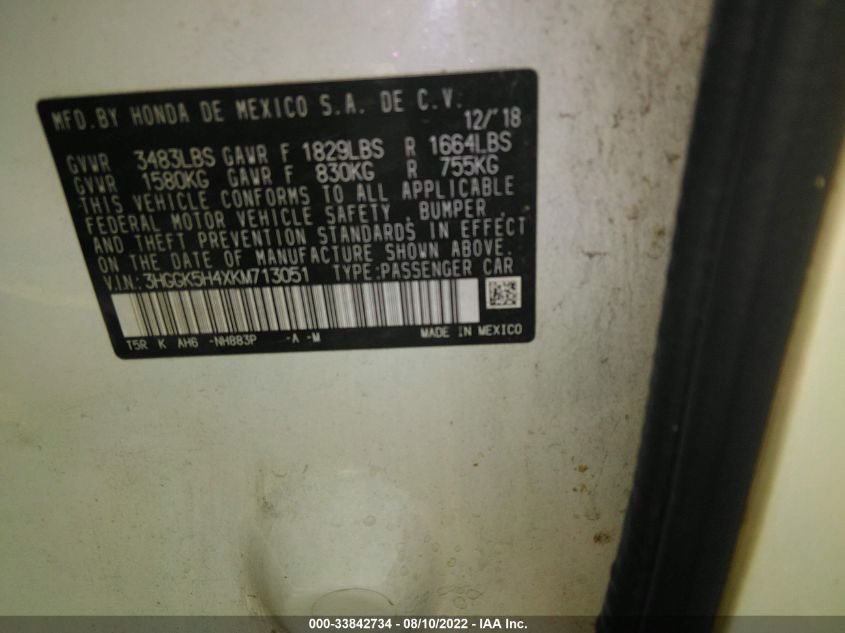 MFD.BY HONDA DE MEXICO S.A. DE C.V.
12/'18
GVWR 3483LBS GAWR F 1829LBS R 1664LBS
GVWR 1580KG GAWR F 830KG R 755KG
THIS VEHICLE CONFORMS TO ALL APPLICABLE
FEDERAL MOTOR VEHICLE SAFETY, BUMPER,
AND THEFT PREVENTION STANDARDS IN EFFECT
ON THE DATE OF MANUFACTURE SHOWN ABOVE.
V.I.N: 3HGGK5H4XKM713051 TYPE:PASSENGER CAR
T5R K AH6 -NH883P -A -M MADE IN MEXICO
000-33842734 - 08/10/2022 - IAA Inc.